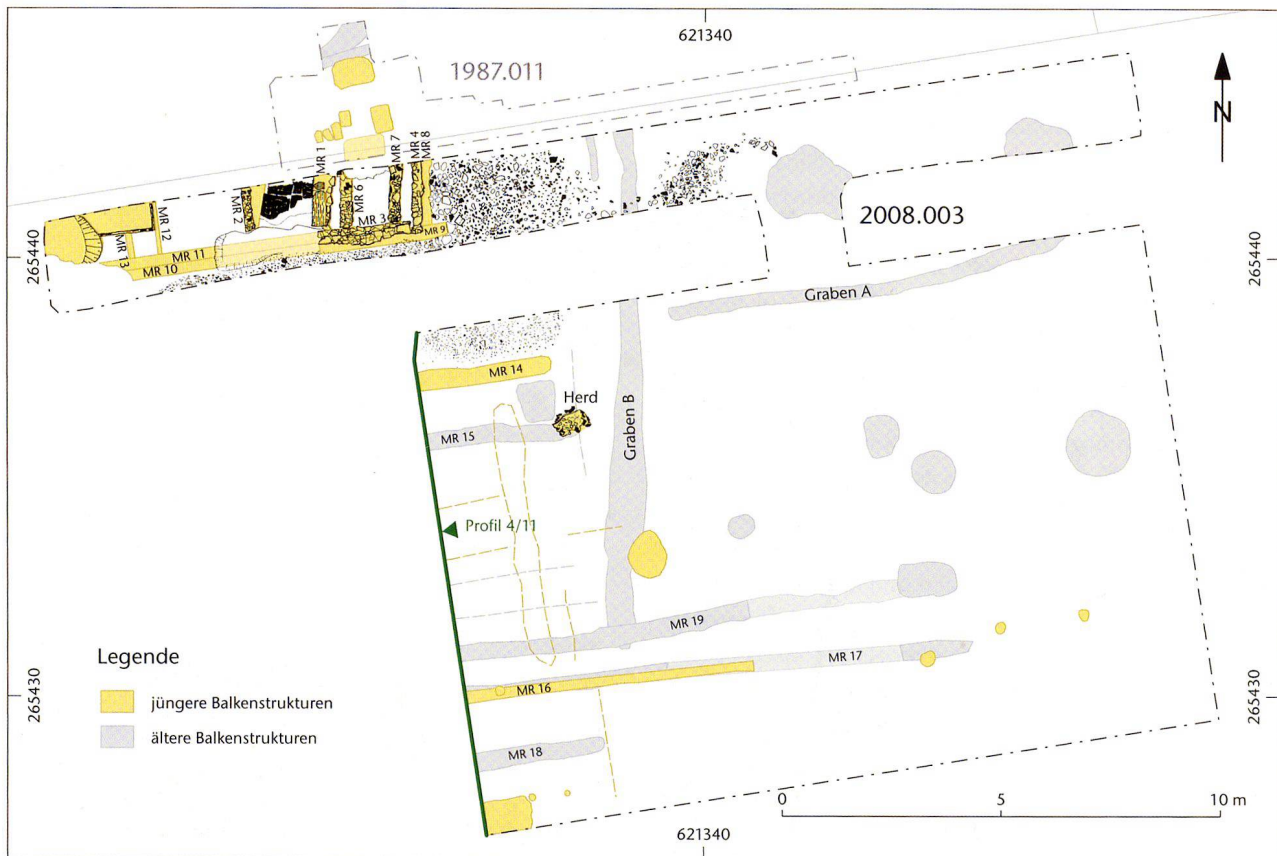 621340
1987.011
N
MR 1
MR 7
MR 4
MR 8
MR 2
MR 6
MR 3
MR 9
MR 12
MR 13
MR 11
MR 10
2008.003
265440
265440
Graben A
MR 14
Herd
MR 15
Graben B
Profil 4/11
MR 19
MR 17
MR 16
MR 18
Legende
jüngere Balkenstrukturen
ältere Balkenstrukturen
265430
265430
0 5 10 m
621340